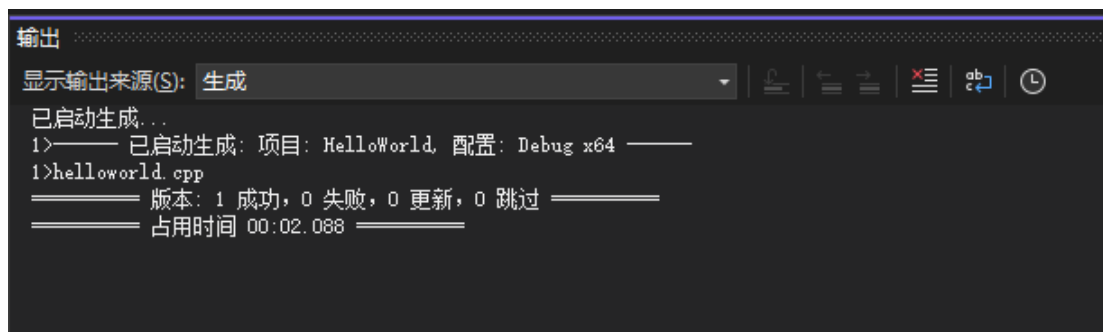 输出
显示输出来源(S): 生成
已启动生成...
1>—— 已启动生成: 项目: HelloWorld, 配置: Debug x64 ——
1>helloworld.cpp
========== 版本: 1 成功，0 失败，0 更新，0 跳过 ==========
========== 占用时间 00:02.088 ==========